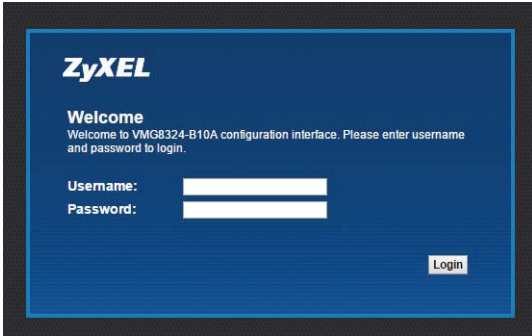 ZyXEL
Welcome
Welcome to VMG8324-B10A configuration interface. Please enter username
and password to login.
Username:
Password:
Login